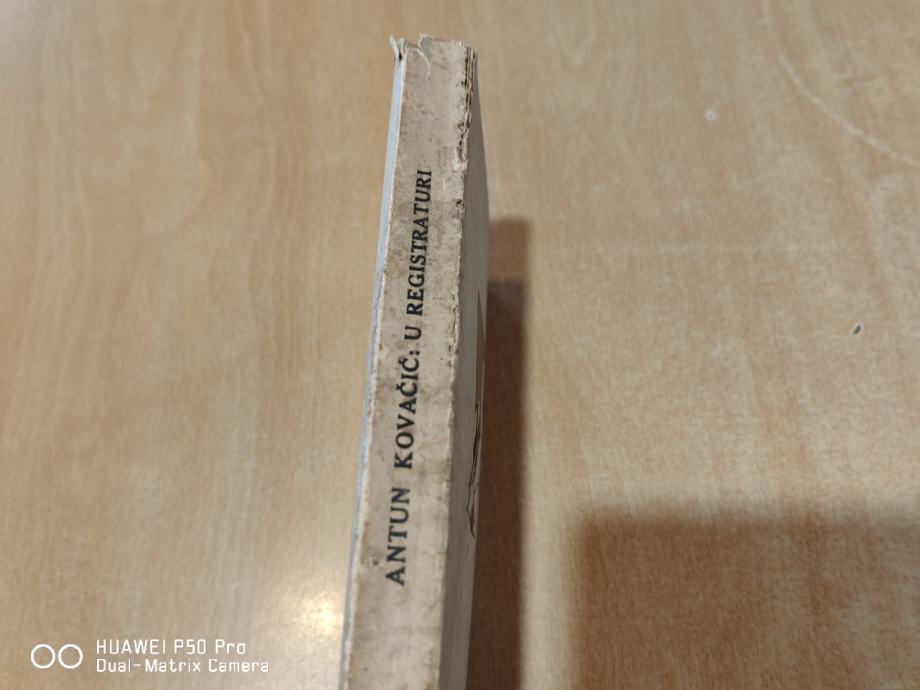 ANTUN KOVAČIĆ: U REGISTRATURI
HUAWEI P50 Pro
Dual-Matrix Camera